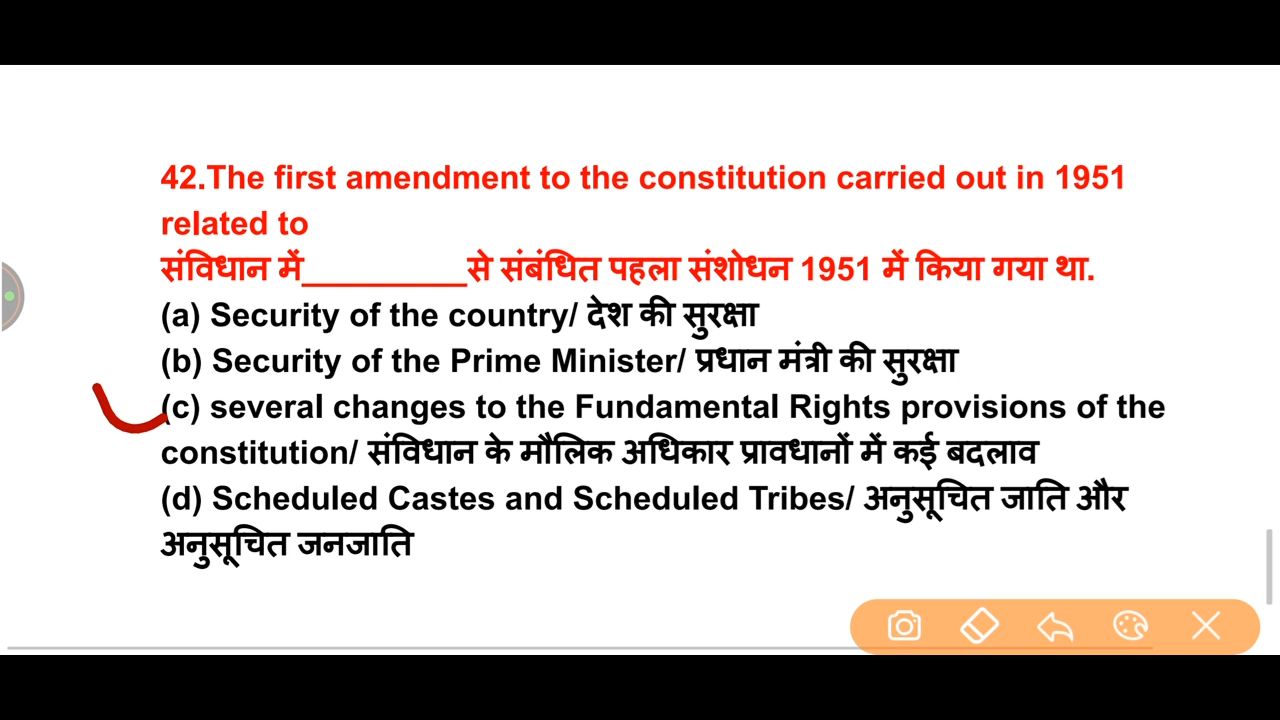 42.The first amendment to the constitution carried out in 1951
related to
संविधान में_________से संबंधित पहला संशोधन 1951 में किया गया था.
(a) Security of the country/ देश की सुरक्षा
(b) Security of the Prime Minister/ प्रधान मंत्री की सुरक्षा
(c) several changes to the Fundamental Rights provisions of the
constitution/ संविधान के मौलिक अधिकार प्रावधानों में कई बदलाव
(d) Scheduled Castes and Scheduled Tribes/ अनुसूचित जाति और
अनुसूचित जनजाति